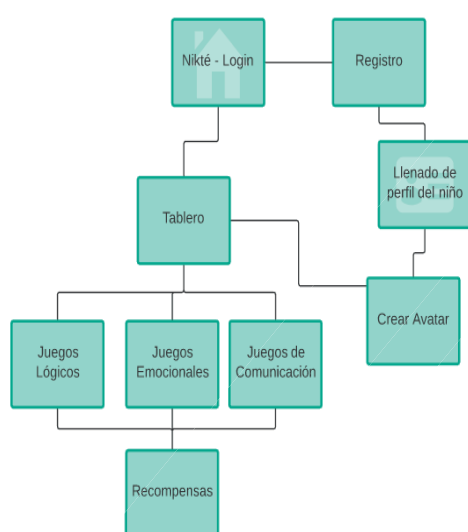 Nikté - Login
Registro
Llenado de
perfil del niño
Tablero
Crear Avatar
Juegos
Lógicos
Juegos
Emocionales
Juegos de
Comunicación
Recompensas